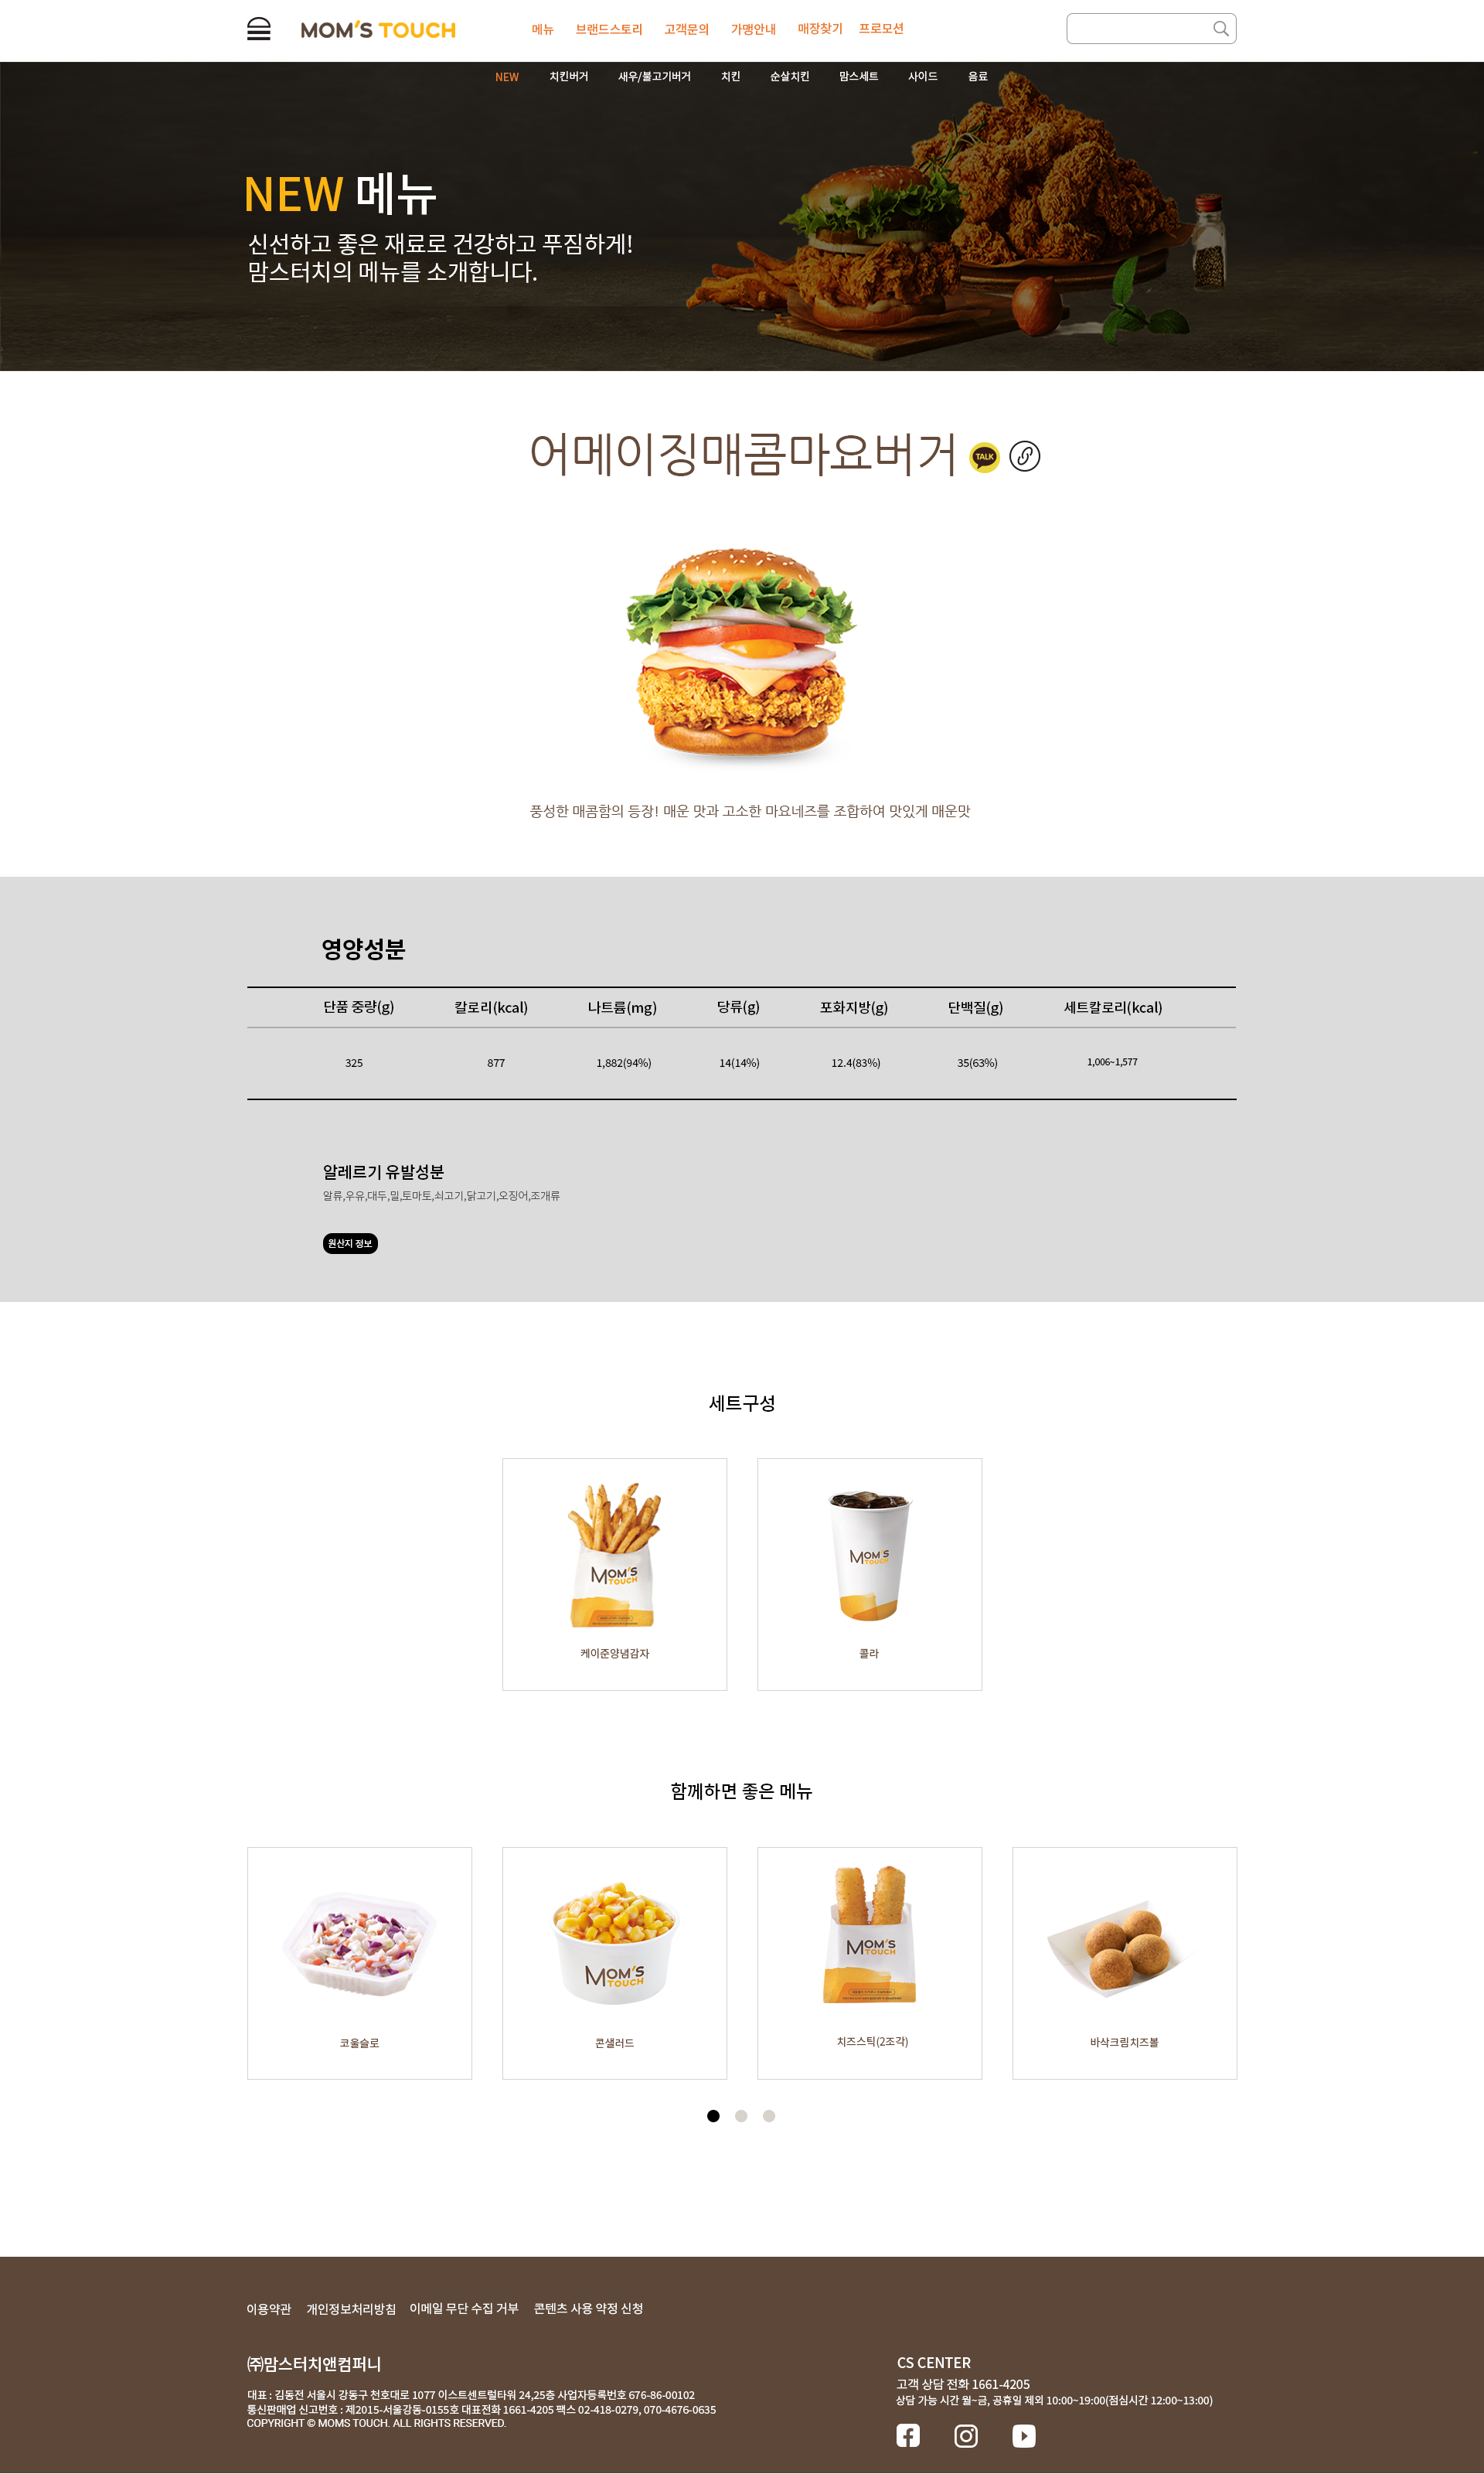 MOM'S TOUCH 메뉴 브랜드스토리 고객문의 가맹안내 매장찾기 프로모션
NEW 치킨버거 새우/불고기버거 치킨 순살치킨 맘스세트 사이드 음료
NEW 메뉴
신선하고 좋은 재료로 건강하고 푸짐하게!
맘스터치의 메뉴를 소개합니다.
어메이징매콤마요버거 TALK
풍성한 매콤함의 등장! 매운 맛과 고소한 마요네즈를 조합하여 맛있게 매운맛
영양성분
단품 중량(g) 칼로리(kcal) 나트륨(mg) 당류(g) 포화지방(g) 단백질(g) 세트칼로리(kcal)
325 877 1,882(94%) 14(14%) 12.4(83%) 35(63%) 1,006~1,577
알레르기 유발성분
알류,우유,대두,밀,토마토,쇠고기,닭고기,오징어,조개류
원산지 정보
세트구성
MOM'S TOUCH
MOM'S TOUCH
케이준양념감자 콜라
함께하면 좋은 메뉴
MOM'S TOUCH
MOM'S TOUCH
코울슬로 콘샐러드 치즈스틱(2조각) 바삭크림치즈볼
이용약관 개인정보처리방침 이메일 무단 수집 거부 콘텐츠 사용 약정 신청
㈜맘스터치앤컴퍼니
대표 : 김동전 서울시 강동구 천호대로 1077 이스트센트럴타워 24,25층 사업자등록번호 676-86-00102
통신판매업 신고번호 : 제2015-서울강동-0155호 대표전화 1661-4205 팩스 02-418-0279, 070-4676-0635
COPYRIGHT © MOMS TOUCH. ALL RIGHTS RESERVED.
CS CENTER
고객 상담 전화 1661-4205
상담 가능 시간 월~금, 공휴일 제외 10:00~19:00(점심시간 12:00~13:00)